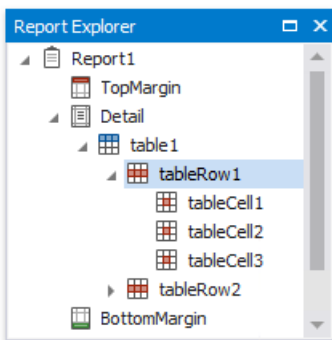 Report Explorer
Report1
TopMargin
Detail
table1
tableRow1
tableCell1
tableCell2
tableCell3
tableRow2
BottomMargin